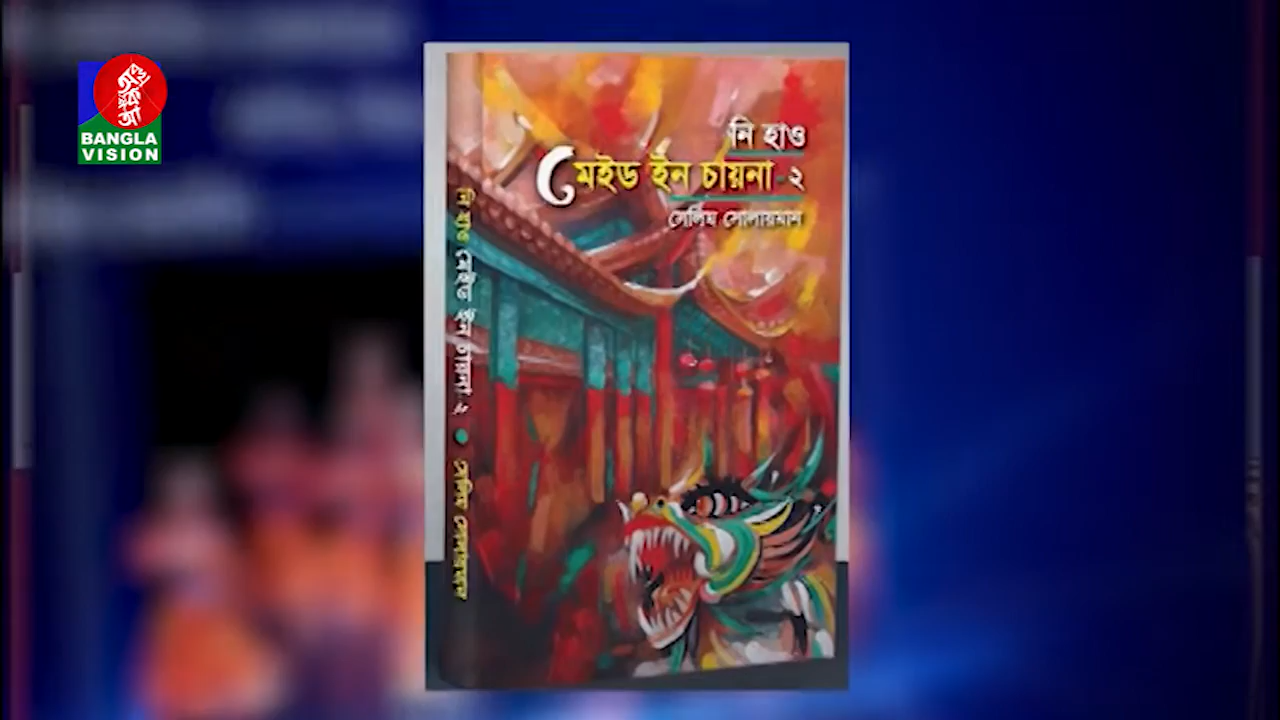 BANGLA
VISION
নি হাও
মেইড ইন চায়না-২
সেলিম সোলায়মান
নি হাও মেইড ইন চায়না-২ ● সেলিম সোলায়মান